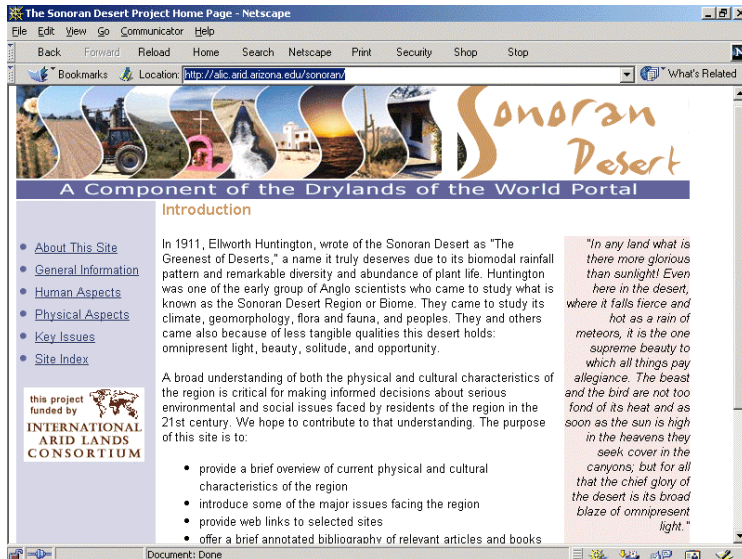 The Sonoran Desert Project Home Page - Netscape
File Edit View Go Communicator Help
Back Forward Reload Home Search Netscape Print Security Shop Stop
Bookmarks Location: http://alic.arid.arizona.edu/sonoran/ What's Related
Sonoran
Desert
A Component of the Drylands of the World Portal
About This Site
General Information
Human Aspects
Physical Aspects
Key Issues
Site Index
this project
funded by
INTERNATIONAL
ARID LANDS
CONSORTIUM
Introduction
In 1911, Ellworth Huntington, wrote of the Sonoran Desert as "The
Greenest of Deserts," a name it truly deserves due to its biomodal rainfall
pattern and remarkable diversity and abundance of plant life. Huntington
was one of the early group of Anglo scientists who came to study what is
known as the Sonoran Desert Region or Biome. They came to study its
climate, geomorphology, flora and fauna, and peoples. They and others
came also because of less tangible qualities this desert holds:
omnipresent light, beauty, solitude, and opportunity.
A broad understanding of both the physical and cultural characteristics of
the region is critical for making informed decisions about serious
environmental and social issues faced by residents of the region in the
21st century. We hope to contribute to that understanding. The purpose
of this site is to:
provide a brief overview of current physical and cultural
characteristics of the region
introduce some of the major issues facing the region
provide web links to selected sites
offer a brief annotated bibliography of relevant articles and books
"In any land what is
there more glorious
than sunlight! Even
here in the desert,
where it falls fierce and
hot as a rain of
meteors, it is the one
supreme beauty to
which all things pay
allegiance. The beast
and the bird are not too
fond of its heat and as
soon as the sun is high
in the heavens they
seek cover in the
canyons; but for all
that the chief glory of
the desert is its broad
blaze of omnipresent
light."
Document: Done